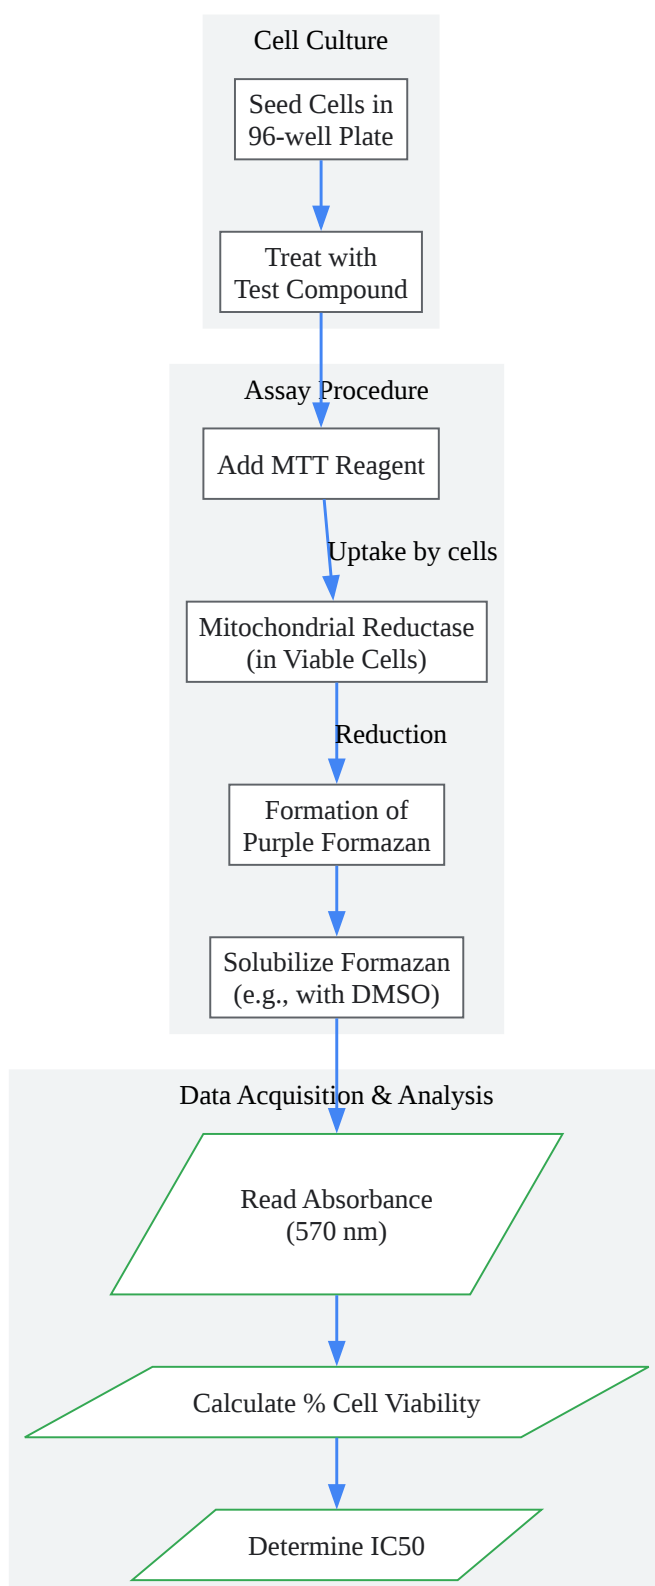 Cell Culture
Seed Cells in
96-well Plate
Treat with
Test Compound
Assay Procedure
Add MTT Reagent
Uptake by cells
Mitochondrial Reductase
(in Viable Cells)
Reduction
Formation of
Purple Formazan
Solubilize Formazan
(e.g., with DMSO)
Data Acquisition & Analysis
Read Absorbance
(570 nm)
Calculate % Cell Viability
Determine IC50